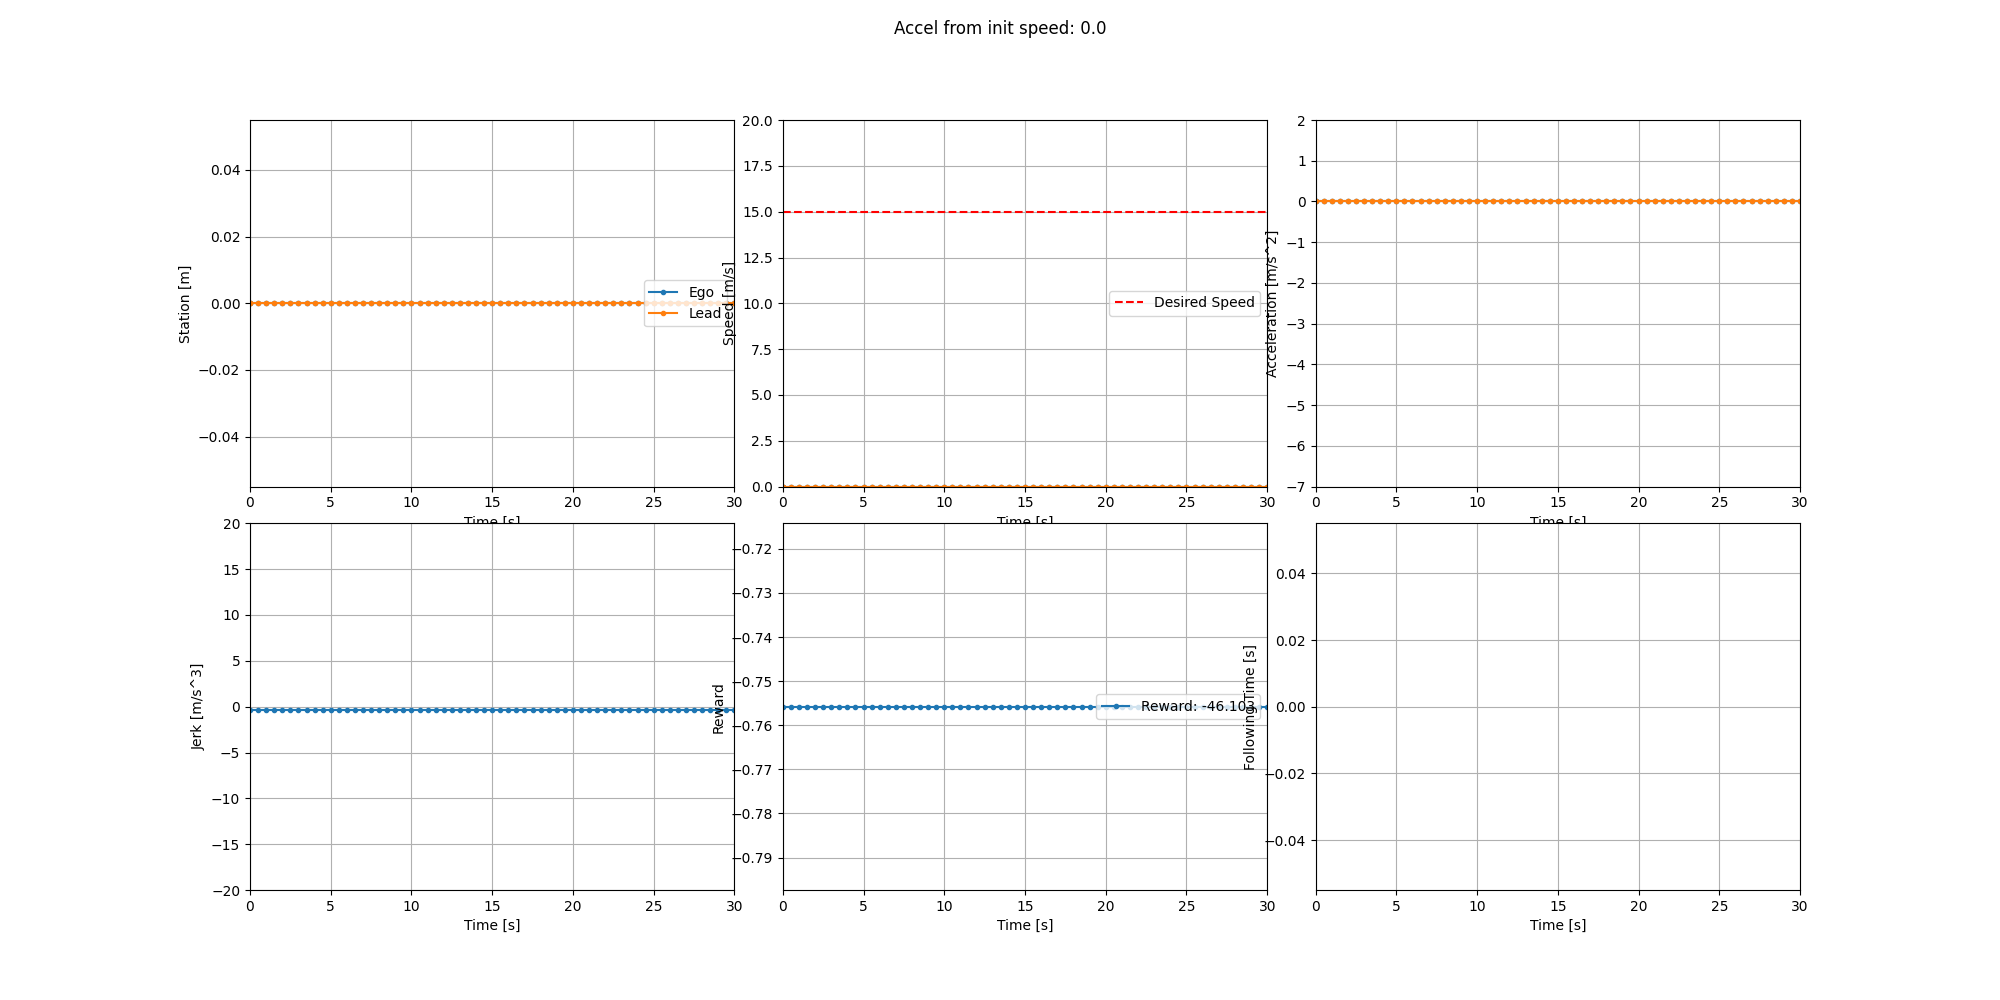 Accel from init speed: 0.0
Station [m]
0.04
0.02
0.00
−0.02
−0.04
0 5 10 15 20 25 30
Time [s]
Ego
Lead
Speed [m/s]
20.0
17.5
15.0
12.5
10.0
7.5
5.0
2.5
0.0
0 5 10 15 20 25 30
Time [s]
Desired Speed
Acceleration [m/s^2]
2
1
0
−1
−2
−3
−4
−5
−6
−7
0 5 10 15 20 25 30
Time [s]
Jerk [m/s^3]
20
15
10
5
0
−5
−10
−15
−20
0 5 10 15 20 25 30
Time [s]
Reward
−0.72
−0.73
−0.74
−0.75
−0.76
−0.77
−0.78
−0.79
0 5 10 15 20 25 30
Time [s]
Reward: -46.103
Following Time [s]
0.04
0.02
0.00
−0.02
−0.04
0 5 10 15 20 25 30
Time [s]